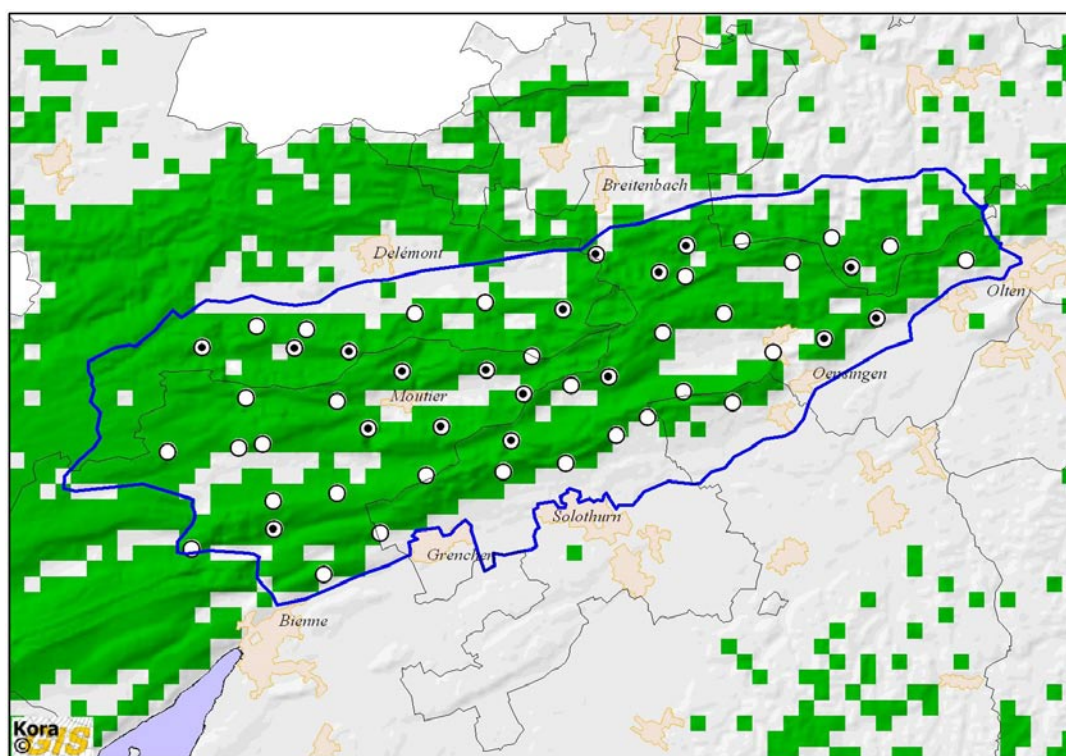 Breitenbach
Delémont
Olten
Oensingen
Moutier
Solothurn
Grenchen
Bienne
Kora
© GIS